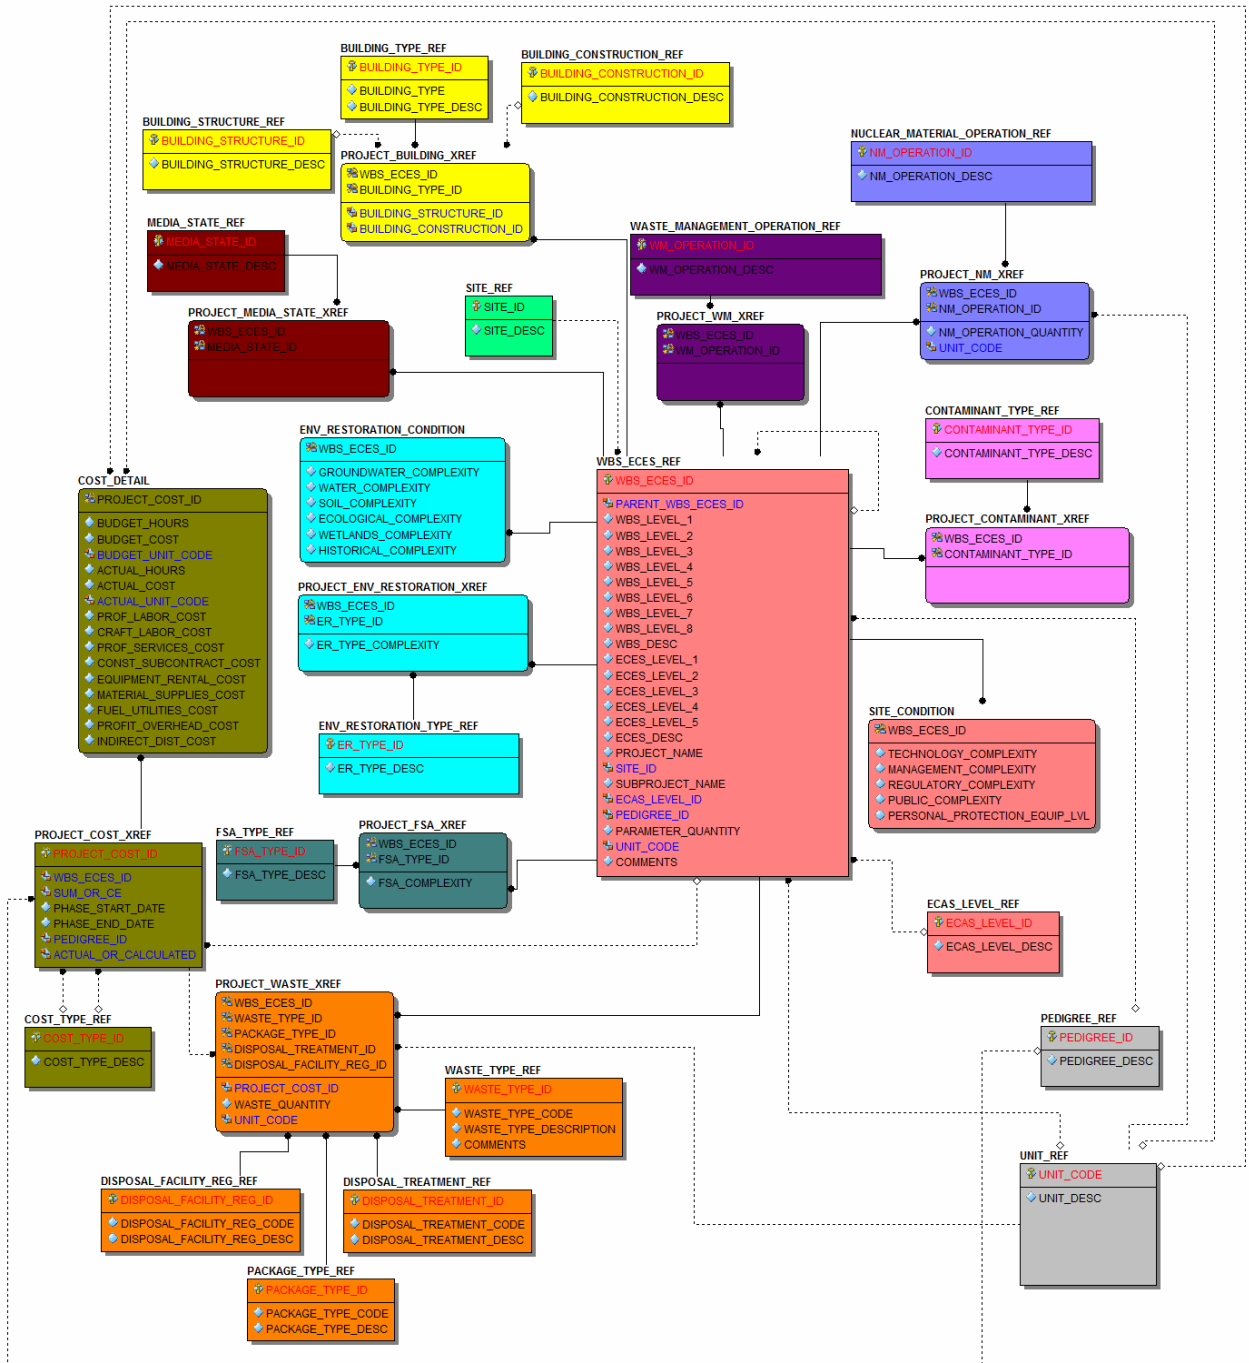 BUILDING_TYPE_REF
BUILDING_TYPE_ID
BUILDING_TYPE
BUILDING_TYPE_DESC
BUILDING_CONSTRUCTION_REF
BUILDING_CONSTRUCTION_ID
BUILDING_CONSTRUCTION_DESC
BUILDING_STRUCTURE_REF
BUILDING_STRUCTURE_ID
BUILDING_STRUCTURE_DESC
PROJECT_BUILDING_XREF
WBS_ECES_ID
BUILDING_TYPE_ID
BUILDING_STRUCTURE_ID
BUILDING_CONSTRUCTION_ID
NUCLEAR_MATERIAL_OPERATION_REF
NM_OPERATION_ID
NM_OPERATION_DESC
MEDIA_STATE_REF
MEDIA_STATE_ID
MEDIA_STATE_DESC
WASTE_MANAGEMENT_OPERATION_REF
WM_OPERATION_ID
WM_OPERATION_DESC
PROJECT_NM_XREF
WBS_ECES_ID
NM_OPERATION_ID
NM_OPERATION_QUANTITY
UNIT_CODE
SITE_REF
SITE_ID
SITE_DESC
PROJECT_MEDIA_STATE_XREF
WBS_ECES_ID
MEDIA_STATE_ID
PROJECT_WM_XREF
WBS_ECES_ID
WM_OPERATION_ID
CONTAMINANT_TYPE_REF
CONTAMINANT_TYPE_ID
CONTAMINANT_TYPE_DESC
ENV_RESTORATION_CONDITION
WBS_ECES_ID
GROUNDWATER_COMPLEXITY
WATER_COMPLEXITY
SOIL_COMPLEXITY
ECOLOGICAL_COMPLEXITY
WETLANDS_COMPLEXITY
HISTORICAL_COMPLEXITY
WBS_ECES_REF
WBS_ECES_ID
PARENT_WBS_ECES_ID
WBS_LEVEL_1
WBS_LEVEL_2
WBS_LEVEL_3
WBS_LEVEL_4
WBS_LEVEL_5
WBS_LEVEL_6
WBS_LEVEL_7
WBS_LEVEL_8
WBS_DESC
ECES_LEVEL_1
ECES_LEVEL_2
ECES_LEVEL_3
ECES_LEVEL_4
ECES_LEVEL_5
ECES_DESC
PROJECT_NAME
SITE_ID
SUBPROJECT_NAME
ECAS_LEVEL_ID
PEDIGREE_ID
PARAMETER_QUANTITY
UNIT_CODE
COMMENTS
COST_DETAIL
PROJECT_COST_ID
BUDGET_HOURS
BUDGET_COST
BUDGET_UNIT_CODE
ACTUAL_HOURS
ACTUAL_COST
ACTUAL_UNIT_CODE
PROF_LABOR_COST
CRAFT_LABOR_COST
PROF_SERVICES_COST
CONST_SUBCONTRACT_COST
EQUIPMENT_RENTAL_COST
MATERIAL_SUPPLIES_COST
FUEL_UTILITIES_COST
PROFIT_OVERHEAD_COST
INDIRECT_DIST_COST
PROJECT_CONTAMINANT_XREF
WBS_ECES_ID
CONTAMINANT_TYPE_ID
PROJECT_ENV_RESTORATION_XREF
WBS_ECES_ID
ER_TYPE_ID
ER_TYPE_COMPLEXITY
SITE_CONDITION
WBS_ECES_ID
TECHNOLOGY_COMPLEXITY
MANAGEMENT_COMPLEXITY
REGULATORY_COMPLEXITY
PUBLIC_COMPLEXITY
PERSONAL_PROTECTION_EQUIP_LVL
ENV_RESTORATION_TYPE_REF
ER_TYPE_ID
ER_TYPE_DESC
PROJECT_COST_XREF
PROJECT_COST_ID
WBS_ECES_ID
SUM_OR_CE
PHASE_START_DATE
PHASE_END_DATE
PEDIGREE_ID
ACTUAL_OR_CALCULATED
FSA_TYPE_REF
FSA_TYPE_ID
FSA_TYPE_DESC
PROJECT_FSA_XREF
WBS_ECES_ID
FSA_TYPE_ID
FSA_COMPLEXITY
ECAS_LEVEL_REF
ECAS_LEVEL_ID
ECAS_LEVEL_DESC
PROJECT_WASTE_XREF
WBS_ECES_ID
WASTE_TYPE_ID
PACKAGE_TYPE_ID
DISPOSAL_TREATMENT_ID
DISPOSAL_FACILITY_REG_ID
PROJECT_COST_ID
WASTE_QUANTITY
UNIT_CODE
COST_TYPE_REF
COST_TYPE_ID
COST_TYPE_DESC
PEDIGREE_REF
PEDIGREE_ID
PEDIGREE_DESC
WASTE_TYPE_REF
WASTE_TYPE_ID
WASTE_TYPE_CODE
WASTE_TYPE_DESCRIPTION
COMMENTS
UNIT_REF
UNIT_CODE
UNIT_DESC
DISPOSAL_FACILITY_REG_REF
DISPOSAL_FACILITY_REG_ID
DISPOSAL_FACILITY_REG_CODE
DISPOSAL_FACILITY_REG_DESC
DISPOSAL_TREATMENT_REF
DISPOSAL_TREATMENT_ID
DISPOSAL_TREATMENT_CODE
DISPOSAL_TREATMENT_DESC
PACKAGE_TYPE_REF
PACKAGE_TYPE_ID
PACKAGE_TYPE_CODE
PACKAGE_TYPE_DESC